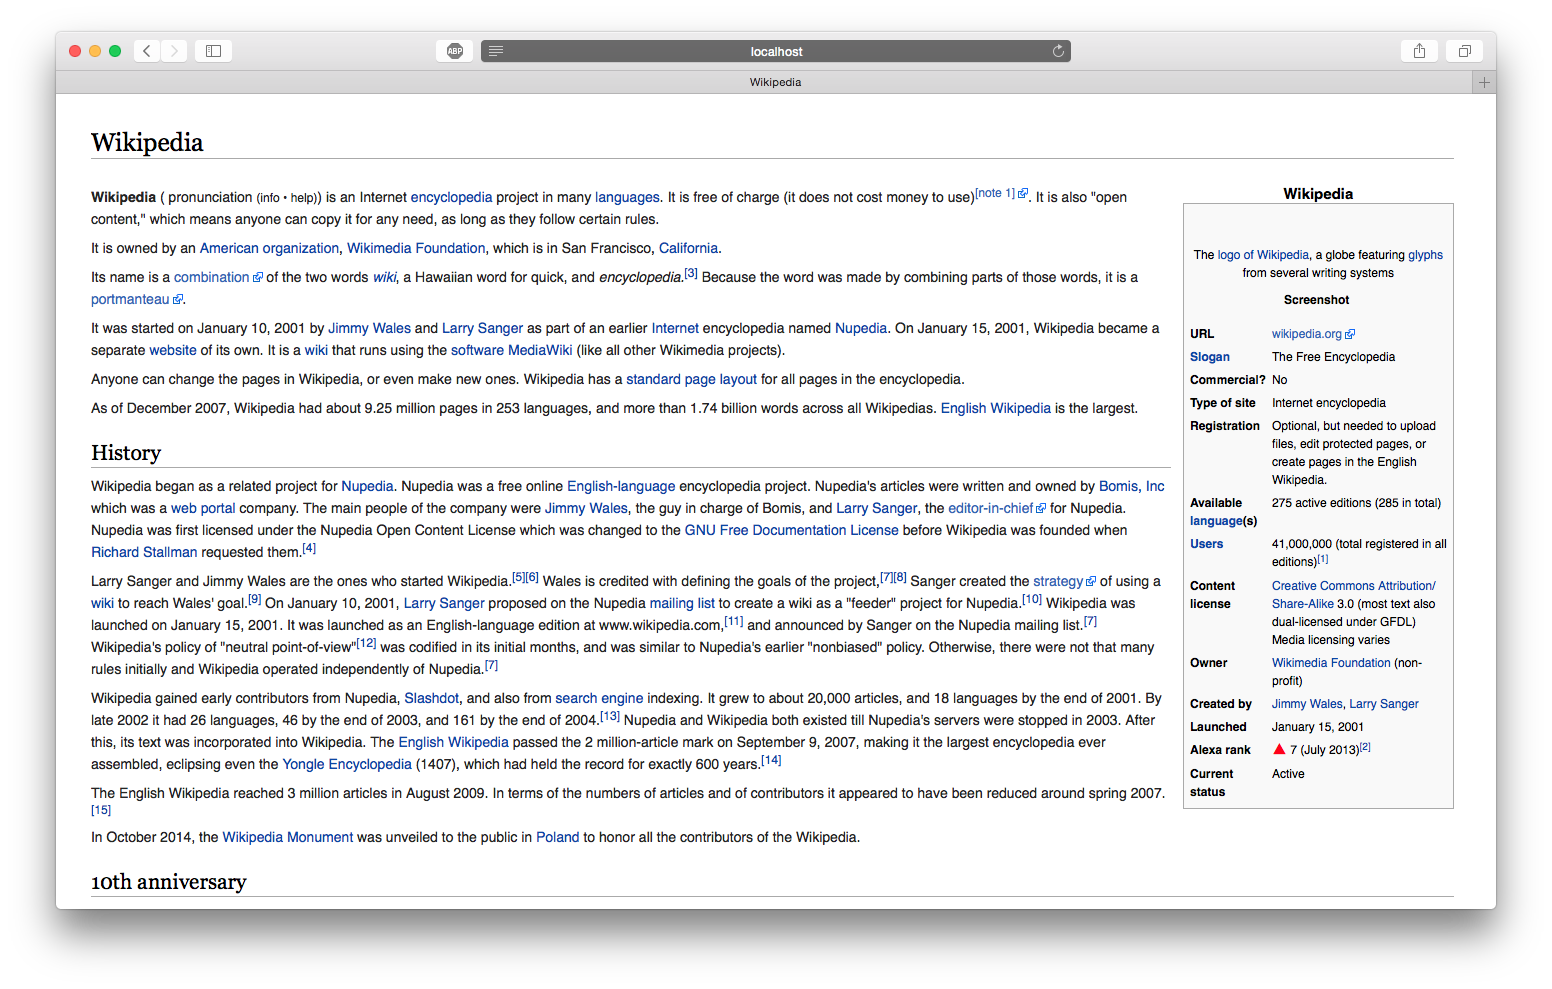 ABP
localhost
Wikipedia
Wikipedia
Wikipedia ( pronunciation (info • help)) is an Internet encyclopedia project in many languages. It is free of charge (it does not cost money to use)[note 1]. It is also "open
content," which means anyone can copy it for any need, as long as they follow certain rules.
It is owned by an American organization, Wikimedia Foundation, which is in San Francisco, California.
Its name is a combination of the two words wiki, a Hawaiian word for quick, and encyclopedia.[3] Because the word was made by combining parts of those words, it is a
portmanteau.
It was started on January 10, 2001 by Jimmy Wales and Larry Sanger as part of an earlier Internet encyclopedia named Nupedia. On January 15, 2001, Wikipedia became a
separate website of its own. It is a wiki that runs using the software MediaWiki (like all other Wikimedia projects).
Anyone can change the pages in Wikipedia, or even make new ones. Wikipedia has a standard page layout for all pages in the encyclopedia.
As of December 2007, Wikipedia had about 9.25 million pages in 253 languages, and more than 1.74 billion words across all Wikipedias. English Wikipedia is the largest.
History
Wikipedia began as a related project for Nupedia. Nupedia was a free online English-language encyclopedia project. Nupedia's articles were written and owned by Bomis, Inc
which was a web portal company. The main people of the company were Jimmy Wales, the guy in charge of Bomis, and Larry Sanger, the editor-in-chief for Nupedia.
Nupedia was first licensed under the Nupedia Open Content License which was changed to the GNU Free Documentation License before Wikipedia was founded when
Richard Stallman requested them.[4]
Larry Sanger and Jimmy Wales are the ones who started Wikipedia.[5][6] Wales is credited with defining the goals of the project,[7][8] Sanger created the strategy of using a
wiki to reach Wales' goal.[9] On January 10, 2001, Larry Sanger proposed on the Nupedia mailing list to create a wiki as a "feeder" project for Nupedia.[10] Wikipedia was
launched on January 15, 2001. It was launched as an English-language edition at www.wikipedia.com,[11] and announced by Sanger on the Nupedia mailing list.[7]
Wikipedia's policy of "neutral point-of-view"[12] was codified in its initial months, and was similar to Nupedia's earlier "nonbiased" policy. Otherwise, there were not that many
rules initially and Wikipedia operated independently of Nupedia.[7]
Wikipedia gained early contributors from Nupedia, Slashdot, and also from search engine indexing. It grew to about 20,000 articles, and 18 languages by the end of 2001. By
late 2002 it had 26 languages, 46 by the end of 2003, and 161 by the end of 2004.[13] Nupedia and Wikipedia both existed till Nupedia's servers were stopped in 2003. After
this, its text was incorporated into Wikipedia. The English Wikipedia passed the 2 million-article mark on September 9, 2007, making it the largest encyclopedia ever
assembled, eclipsing even the Yongle Encyclopedia (1407), which had held the record for exactly 600 years.[14]
The English Wikipedia reached 3 million articles in August 2009. In terms of the numbers of articles and of contributors it appeared to have been reduced around spring 2007.
[15]
In October 2014, the Wikipedia Monument was unveiled to the public in Poland to honor all the contributors of the Wikipedia.
10th anniversary
Wikipedia
The logo of Wikipedia, a globe featuring glyphs
from several writing systems
Screenshot
URL wikipedia.org
Slogan The Free Encyclopedia
Commercial? No
Type of site Internet encyclopedia
Registration Optional, but needed to upload
files, edit protected pages, or
create pages in the English
Wikipedia.
Available 275 active editions (285 in total)
language(s)
Users 41,000,000 (total registered in all
editions)[1]
Content Creative Commons Attribution/
license Share-Alike 3.0 (most text also
dual-licensed under GFDL)
Media licensing varies
Owner Wikimedia Foundation (non-
profit)
Created by Jimmy Wales, Larry Sanger
Launched January 15, 2001
Alexa rank ▲ 7 (July 2013)[2]
Current Active
status